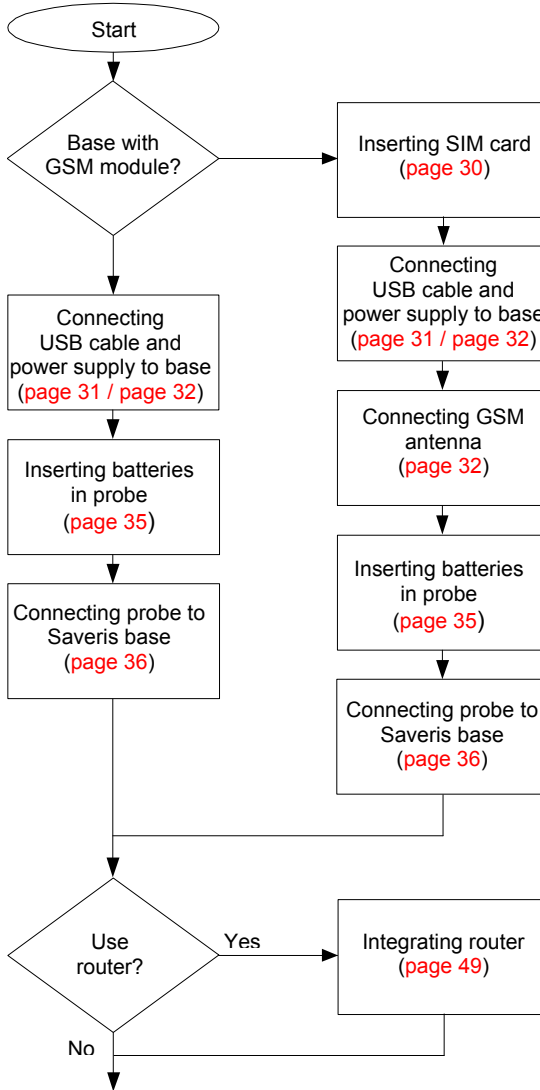 Start
Base with
GSM module?
Inserting SIM card
(page 30)
Connecting
USB cable and
power supply to base
(page 31 / page 32)
Connecting GSM
antenna
(page 32)
Inserting batteries
in probe
(page 35)
Connecting probe to
Saveris base
(page 36)
Connecting
USB cable and
power supply to base
(page 31 / page 32)
Inserting batteries
in probe
(page 35)
Connecting probe to
Saveris base
(page 36)
Use
router?
Yes
Integrating router
(page 49)
No